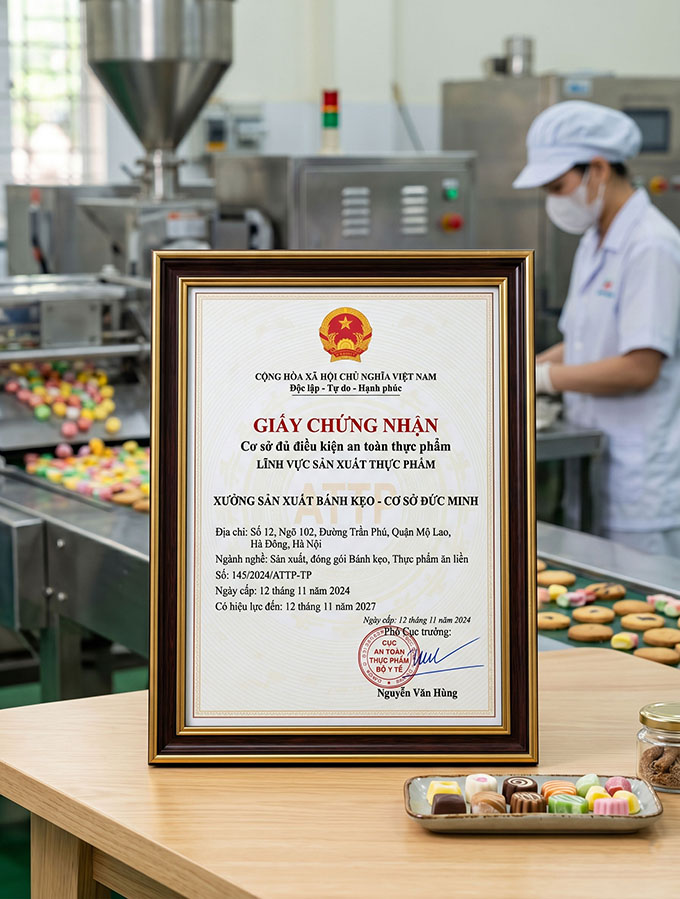 CỘNG HÒA XÃ HỘI CHỦ NGHĨA VIỆT NAM
Độc lập - Tự do - Hạnh phúc
GIẤY CHỨNG NHẬN
Cơ sở đủ điều kiện an toàn thực phẩm
LĨNH VỰC SẢN XUẤT THỰC PHẨM
XƯỞNG SẢN XUẤT BÁNH KẸO - CƠ SỞ ĐỨC MINH
ATTP
Địa chỉ: Số 12, Ngõ 102, Đường Trần Phú, Quận Mộ Lao,
Hà Đông, Hà Nội
Ngành nghề: Sản xuất, đóng gói Bánh kẹo, Thực phẩm ăn liền
Số: 145/2024/ATTP-TP
Ngày cấp: 12 tháng 11 năm 2024
Có hiệu lực đến: 12 tháng 11 năm 2027
Ngày cấp: 12 tháng 11 năm 2024
Phó Cục trưởng:
CỤC
AN TOÀN
THỰC PHẨM
BỘ Y TẾ
Nguyễn Văn Hùng